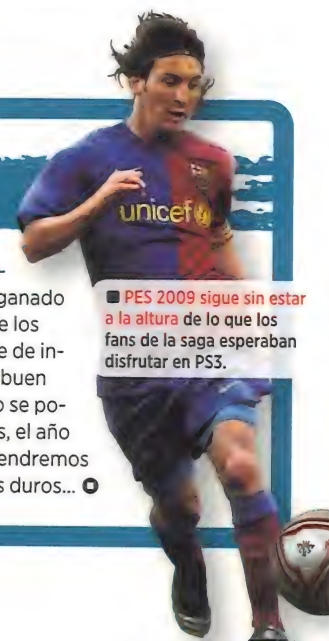 -
ganado
e los
e de in-
buen
o se po-
s, el año
endremos
s duros...
unicef
PES 2009 sigue sin estar
a la altura de lo que los
fans de la saga esperaban
disfrutar en PS3.